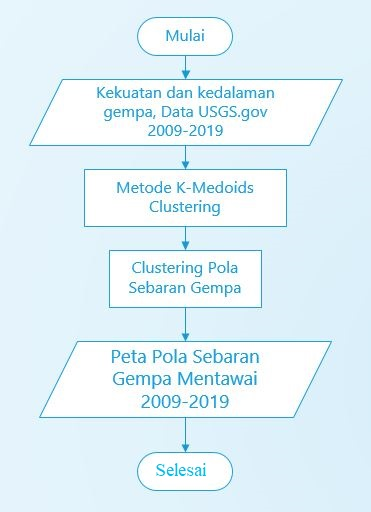 Mulai
Kekuatan dan kedalaman
gempa, Data USGS.gov
2009-2019
Metode K-Medoids
Clustering
Clustering Pola
Sebaran Gempa
Peta Pola Sebaran
Gempa Mentawai
2009-2019
Selesai